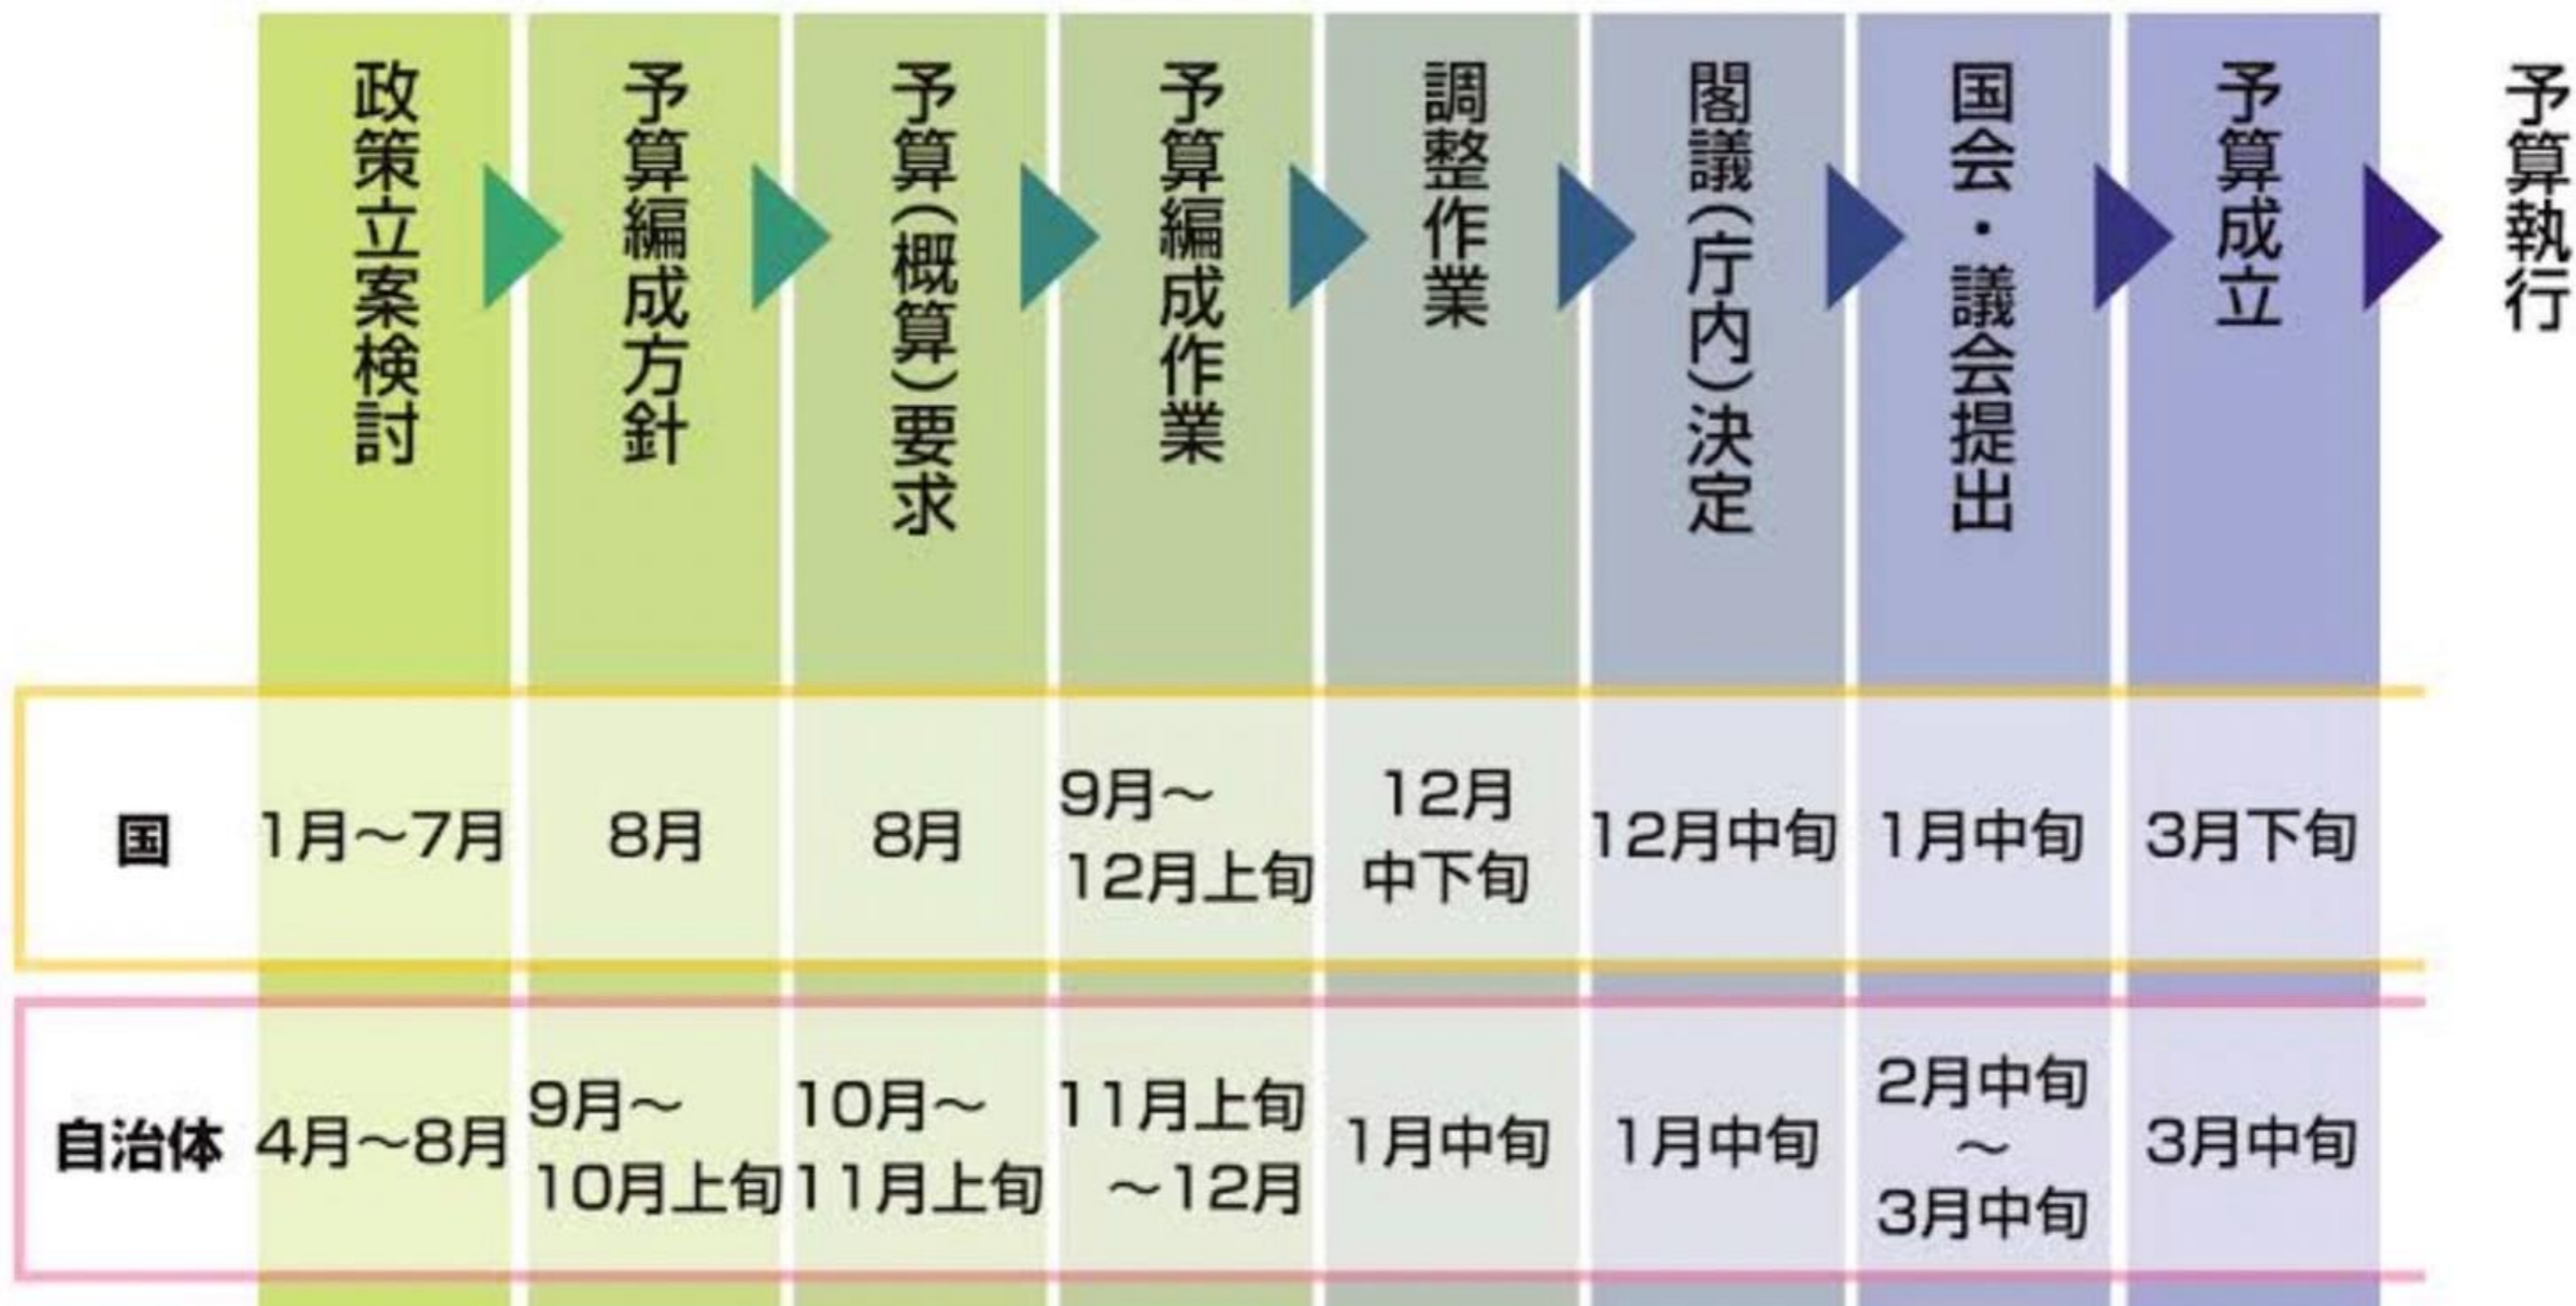 政策立案検討
予算編成方針
予算(概算)要求
予算編成作業
調整作業
閣議(庁内)決定
国会・議会提出
予算成立
予算執行
国
1月～7月
8月
8月
9月～
12月上旬
12月
中下旬
12月中旬
1月中旬
3月下旬
自治体
4月～8月
9月～
10月上旬
10月～
11月上旬
11月上旬
～12月
1月中旬
1月中旬
2月中旬
～
3月中旬
3月中旬